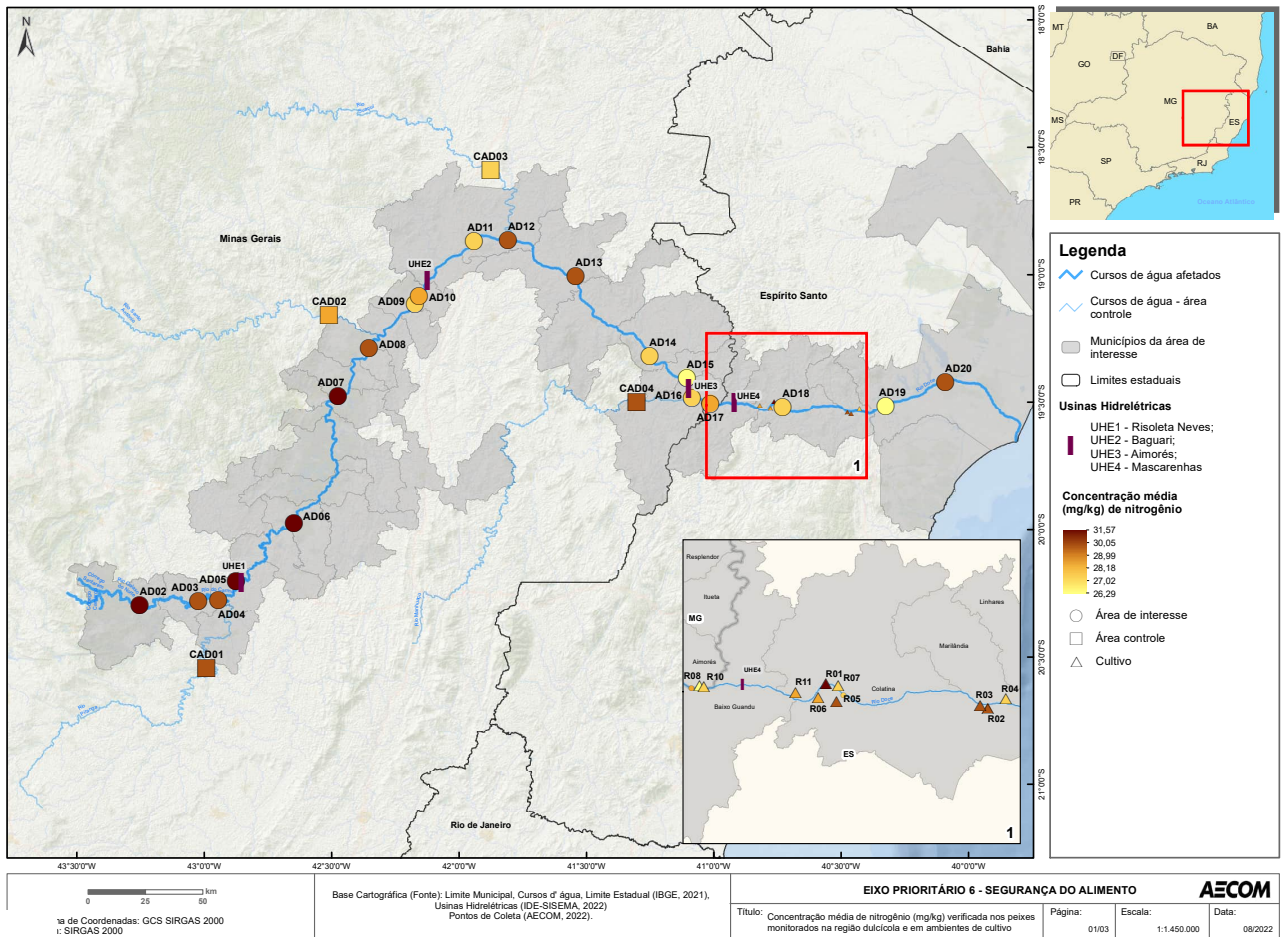 N
Bahia
Minas Gerais
Espírito Santo
Rio de Janeiro
CAD03
AD11
AD12
UHE2
AD13
CAD02
AD09
AD10
AD08
AD14
AD15
AD07
CAD04
UHE3
AD16
AD17
UHE4
AD18
AD19
AD20
1
AD06
UHE1
AD05
AD02
AD03
AD04
CAD01
Rio Doce
Resplendor
Itueta
MG
Aimorés
UHE4
R08
R10
Baixo Guandu
R11
R01
R07
R06
R05
Colatina
Rio Doce
Marilândia
Linhares
R03
R04
R02
ES
1
43°30'0"W
43°0'0"W
42°30'0"W
42°0'0"W
41°30'0"W
41°0'0"W
40°30'0"W
40°0'0"W
18°0'0"S
18°30'0"S
19°0'0"S
19°30'0"S
20°0'0"S
20°30'0"S
21°0'0"S
MT
BA
DF
GO
MG
MS
ES
SP
RJ
PR
Oceano Atlântico
Legenda
Cursos de água afetados
Cursos de água - área
controle
Municípios da área de
interesse
Limites estaduais
Usinas Hidrelétricas
UHE1 - Risoleta Neves;
UHE2 - Baguari;
UHE3 - Aimorés;
UHE4 - Mascarenhas
Concentração média
(mg/kg) de nitrogênio
31,57
30,05
28,99
28,18
27,02
26,29
Área de interesse
Área controle
Cultivo
km
0 25 50
de Coordenadas: GCS SIRGAS 2000
SIRGAS 2000
Base Cartográfica (Fonte): Limite Municipal, Cursos d' água, Limite Estadual (IBGE, 2021),
Usinas Hidrelétricas (IDE-SISEMA, 2022)
Pontos de Coleta (AECOM, 2022).
EIXO PRIORITÁRIO 6 - SEGURANÇA DO ALIMENTO
AECOM
Título: Concentração média de nitrogênio (mg/kg) verificada nos peixes
monitorados na região dulcícola e em ambientes de cultivo
Página:
01/03
Escala:
1:1.450.000
Data:
08/2022